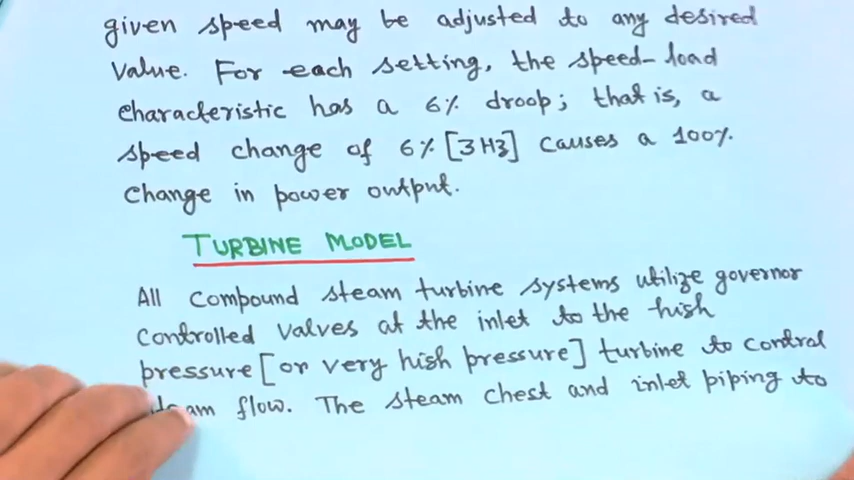 given speed may be adjusted to any desired
value. For each setting, the speed-load
characteristic has a 6% droop; that is, a
speed change of 6% [3Hz] causes a 100%
change in power output.
TURBINE MODEL
All compound steam turbine systems utilize governor
controlled valves at the inlet to the high
pressure [or very high pressure] turbine to control
steam flow. The steam chest and inlet piping to